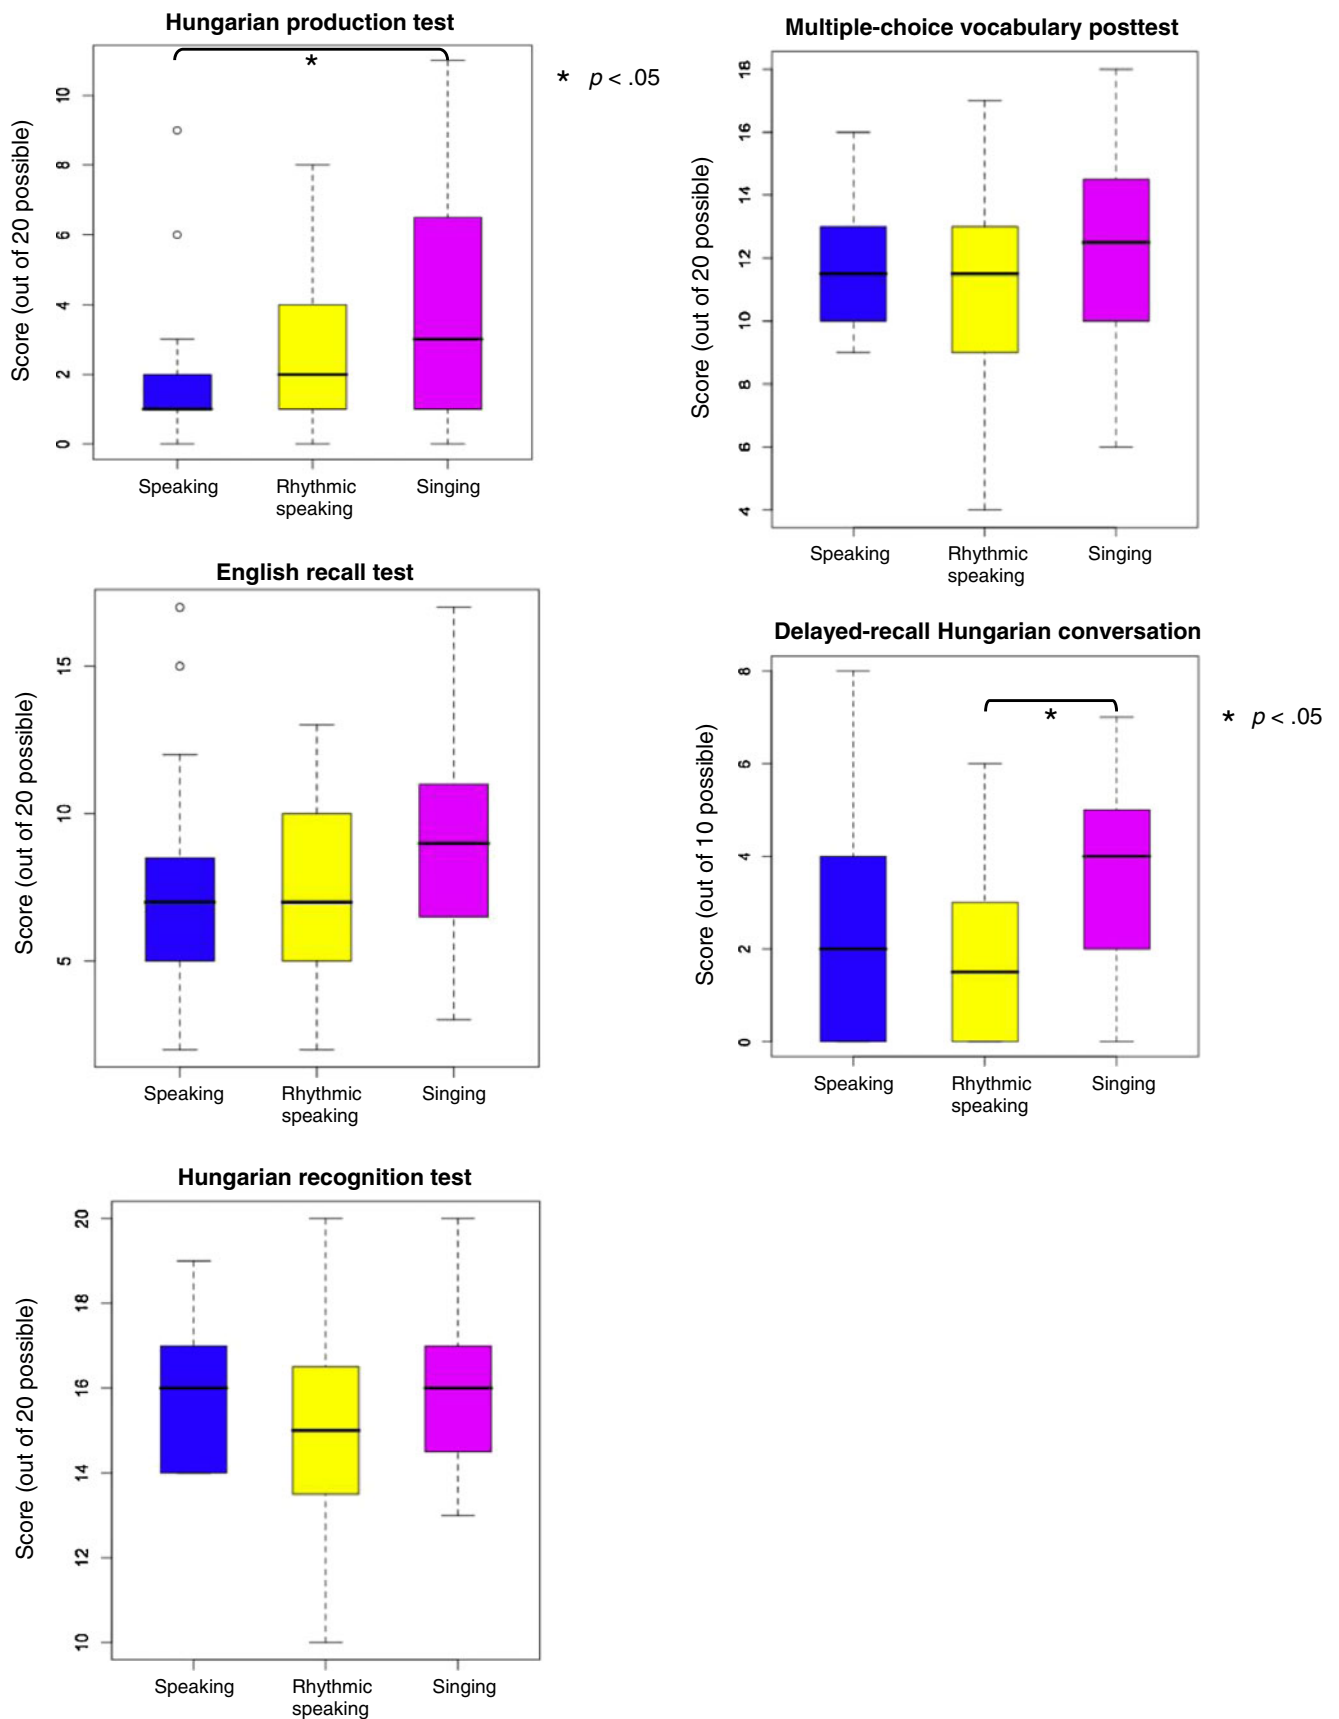 Hungarian production test
*
* p < .05
Score (out of 20 possible)
10
8
6
4
2
0
Speaking
Rhythmic
speaking
Singing
Multiple-choice vocabulary posttest
Score (out of 20 possible)
18
16
14
12
10
8
6
4
Speaking
Rhythmic
speaking
Singing
English recall test
Score (out of 20 possible)
15
10
5
Speaking
Rhythmic
speaking
Singing
Delayed-recall Hungarian conversation
*
* p < .05
Score (out of 10 possible)
8
6
4
2
0
Speaking
Rhythmic
speaking
Singing
Hungarian recognition test
Score (out of 20 possible)
20
18
16
14
12
10
Speaking
Rhythmic
speaking
Singing